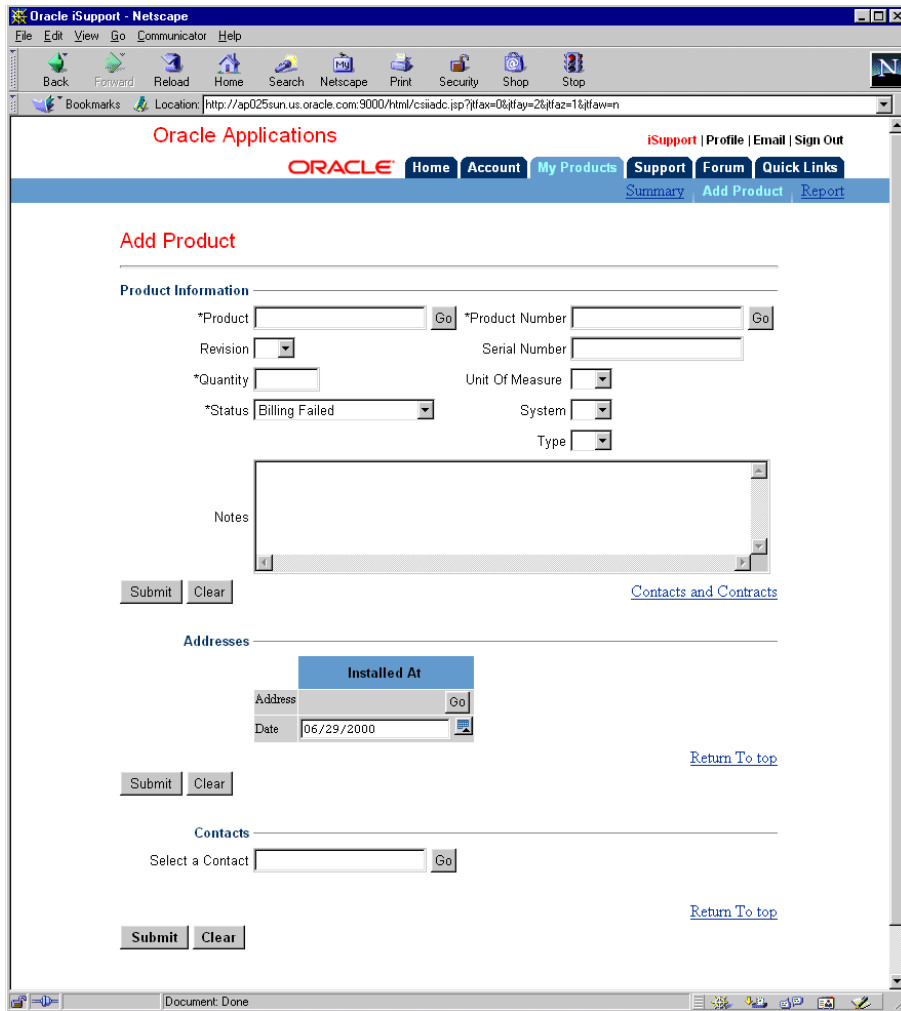 Oracle iSupport - Netscape
File Edit View Go Communicator Help
My
Back Forward Reload Home Search Netscape Print Security Shop Stop
N
Bookmarks Location: http://ap025sun.us.oracle.com:9000/html/csiiadc.jsp?jtfax=0&jtfay=2&jtfaz=1&jtfaw=n
Oracle Applications iSupport | Profile | Email | Sign Out
ORACLE Home Account My Products Support Forum Quick Links
Summary Add Product Report
Add Product
Product Information
*Product Go *Product Number Go
Revision Serial Number
*Quantity Unit Of Measure
*Status Billing Failed System
Type
Notes
Submit Clear Contacts and Contracts
Addresses
Installed At
Address Go
Date 06/29/2000
Return To top
Submit Clear
Contacts
Select a Contact Go
Return To top
Submit Clear
Document: Done